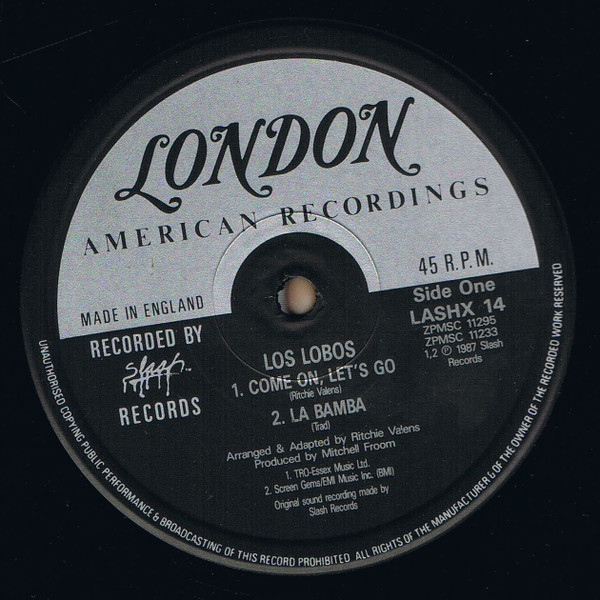 LONDON
AMERICAN RECORDINGS
45 R.P.M.
MADE IN ENGLAND
Side One
LASHX 14
ZPMSC 11295
ZPMSC 11233
1,2 ℗ 1987 Slash
Records
RECORDED BY
slash
RECORDS
LOS LOBOS
1. COME ON, LET'S GO
(Ritchie Valens)
2. LA BAMBA
(Trad)
Arranged & Adapted by Ritchie Valens
Produced by Mitchell Froom
1. TRO-Essex Music Ltd.
2. Screen Gems/EMI Music Inc. (BMI)
Original sound recording made by
Slash Records
UNAUTHORISED COPYING PUBLIC PERFORMANCE & BROADCASTING OF THIS RECORD PROHIBITED ALL RIGHTS OF THE MANUFACTURER & OF THE OWNER OF THE RECORDED WORK RESERVED